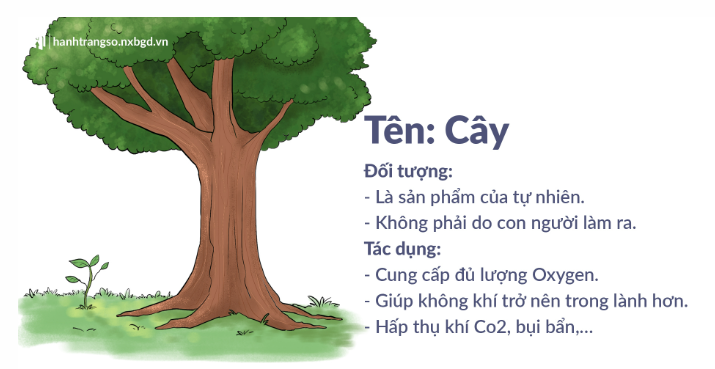 hanhtrangso.nxbgd.vn
Tên: Cây
Đối tượng:
- Là sản phẩm của tự nhiên.
- Không phải do con người làm ra.
Tác dụng:
- Cung cấp đủ lượng Oxygen.
- Giúp không khí trở nên trong lành hơn.
- Hấp thụ khí Co2, bụi bẩn,...